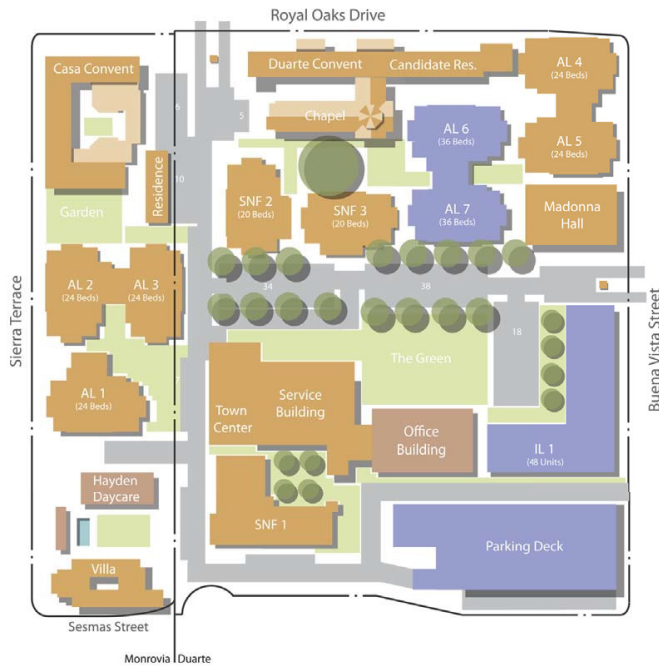 Royal Oaks Drive
Casa Convent
Duarte Convent
Candidate Res.
AL 4
(24 Beds)
6
5
Chapel
AL 6
(36 Beds)
AL 5
(24 Beds)
Residence
10
SNF 2
(20 Beds)
SNF 3
(20 Beds)
AL 7
(36 Beds)
Madonna
Hall
Garden
AL 2
(24 Beds)
AL 3
(24 Beds)
34
38
Sierra Terrace
Buena Vista Street
18
The Green
AL 1
(24 Beds)
Town
Center
Service
Building
Office
Building
IL 1
(48 Units)
Hayden
Daycare
SNF 1
Parking Deck
Villa
Sesmas Street
Monrovia
Duarte